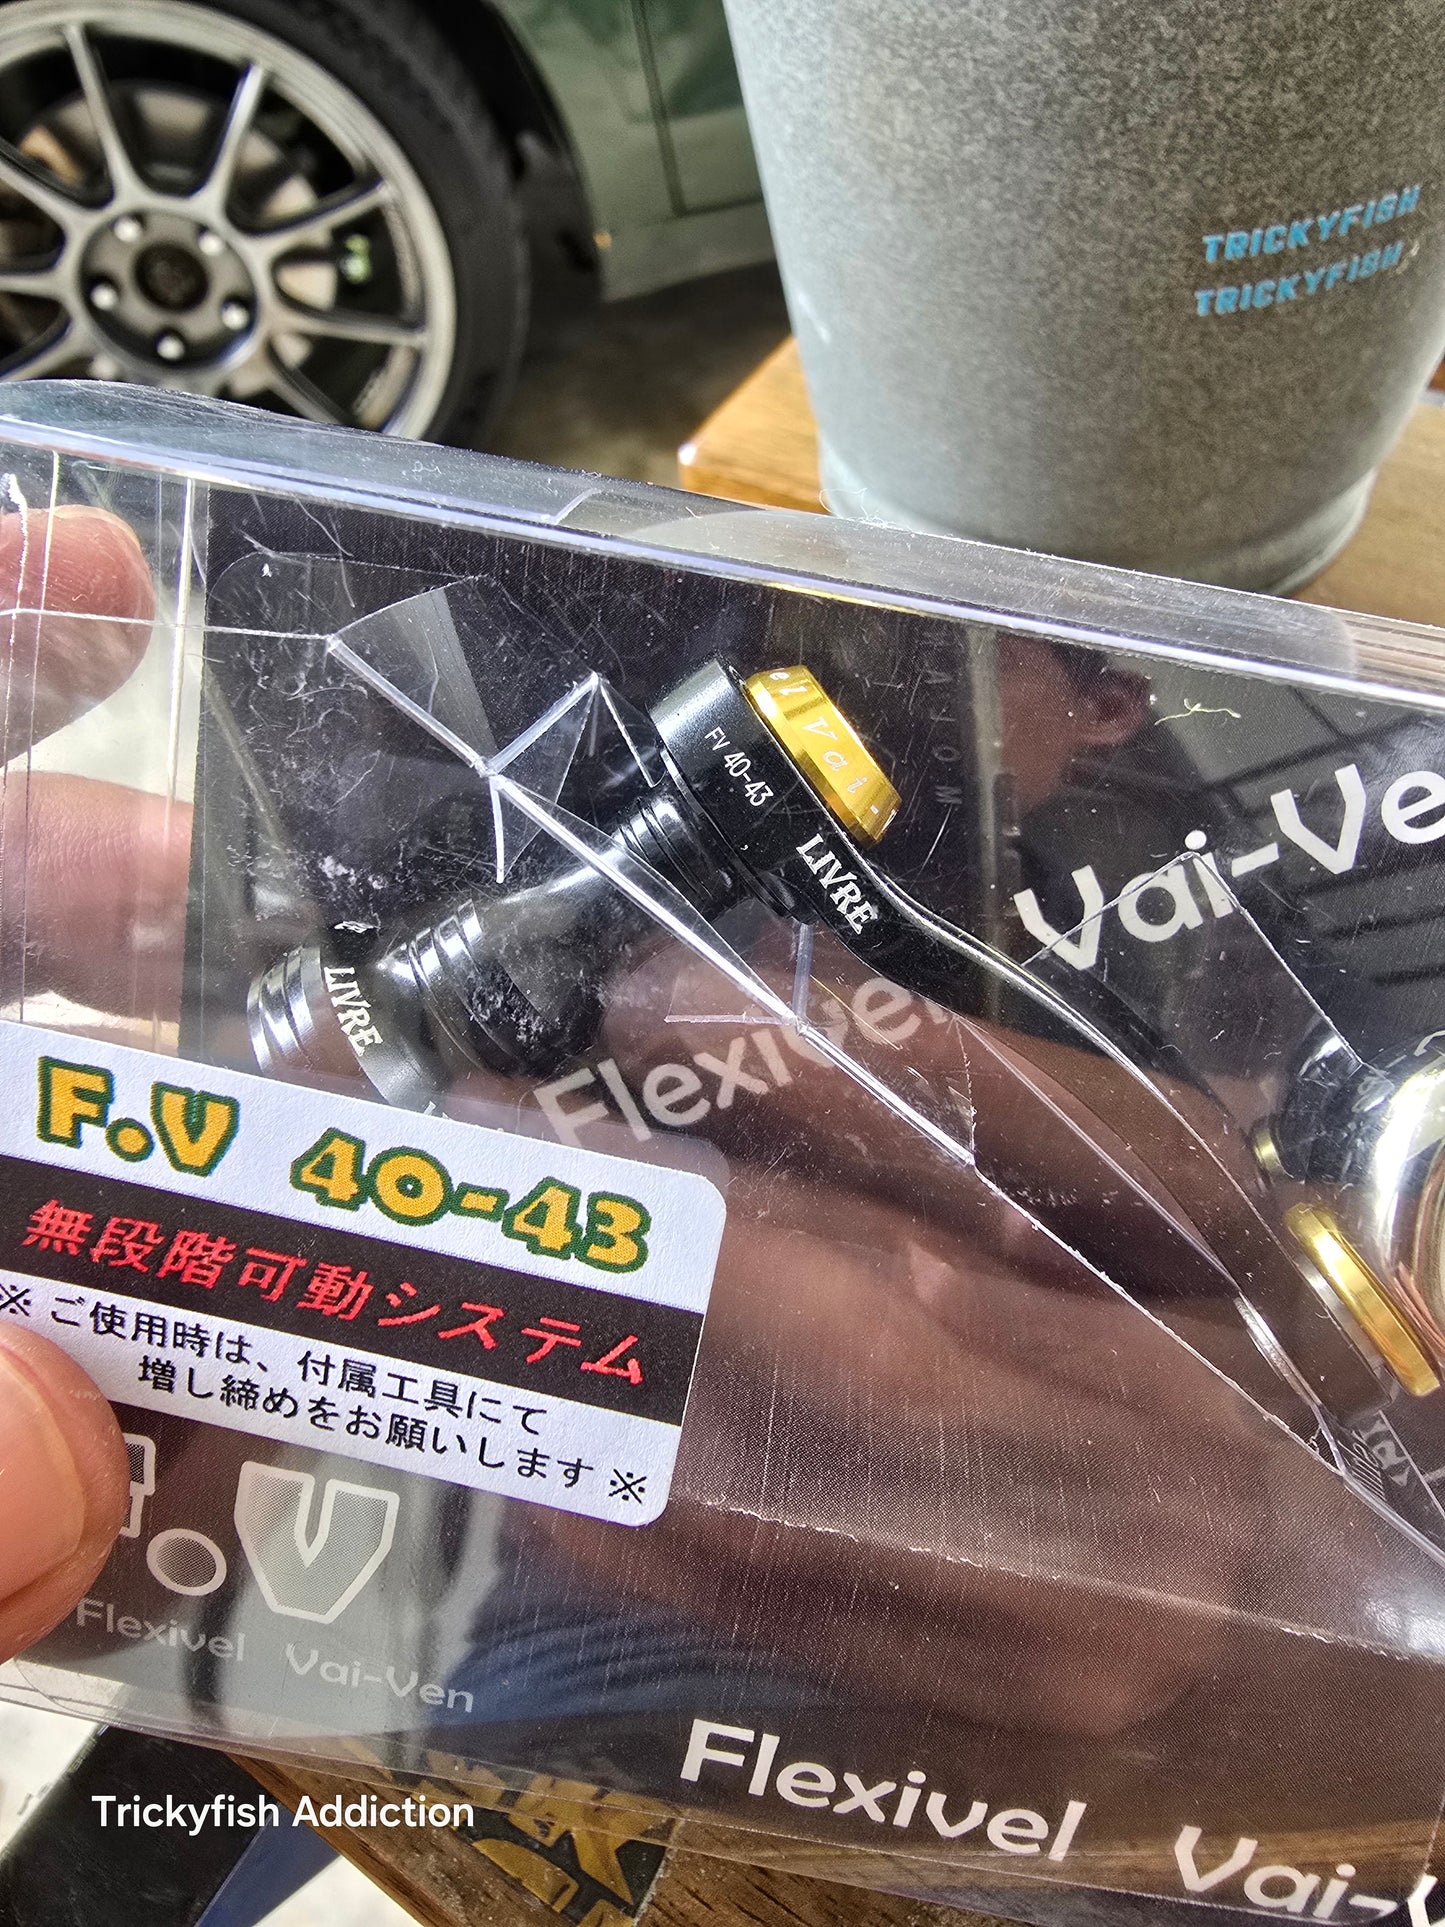 TRICKYFISH
TRICKYFISH
Vai-
FV 40-43
LIVRE
LIVRE
Vai-Ve
Flexivel
F.V 40-43
無段階可動システム
※ ご使用時は、付属工具にて
増し締めをお願いします ※
Flexivel Vai-Ven
Flexivel Vai-V
Trickyfish Addiction